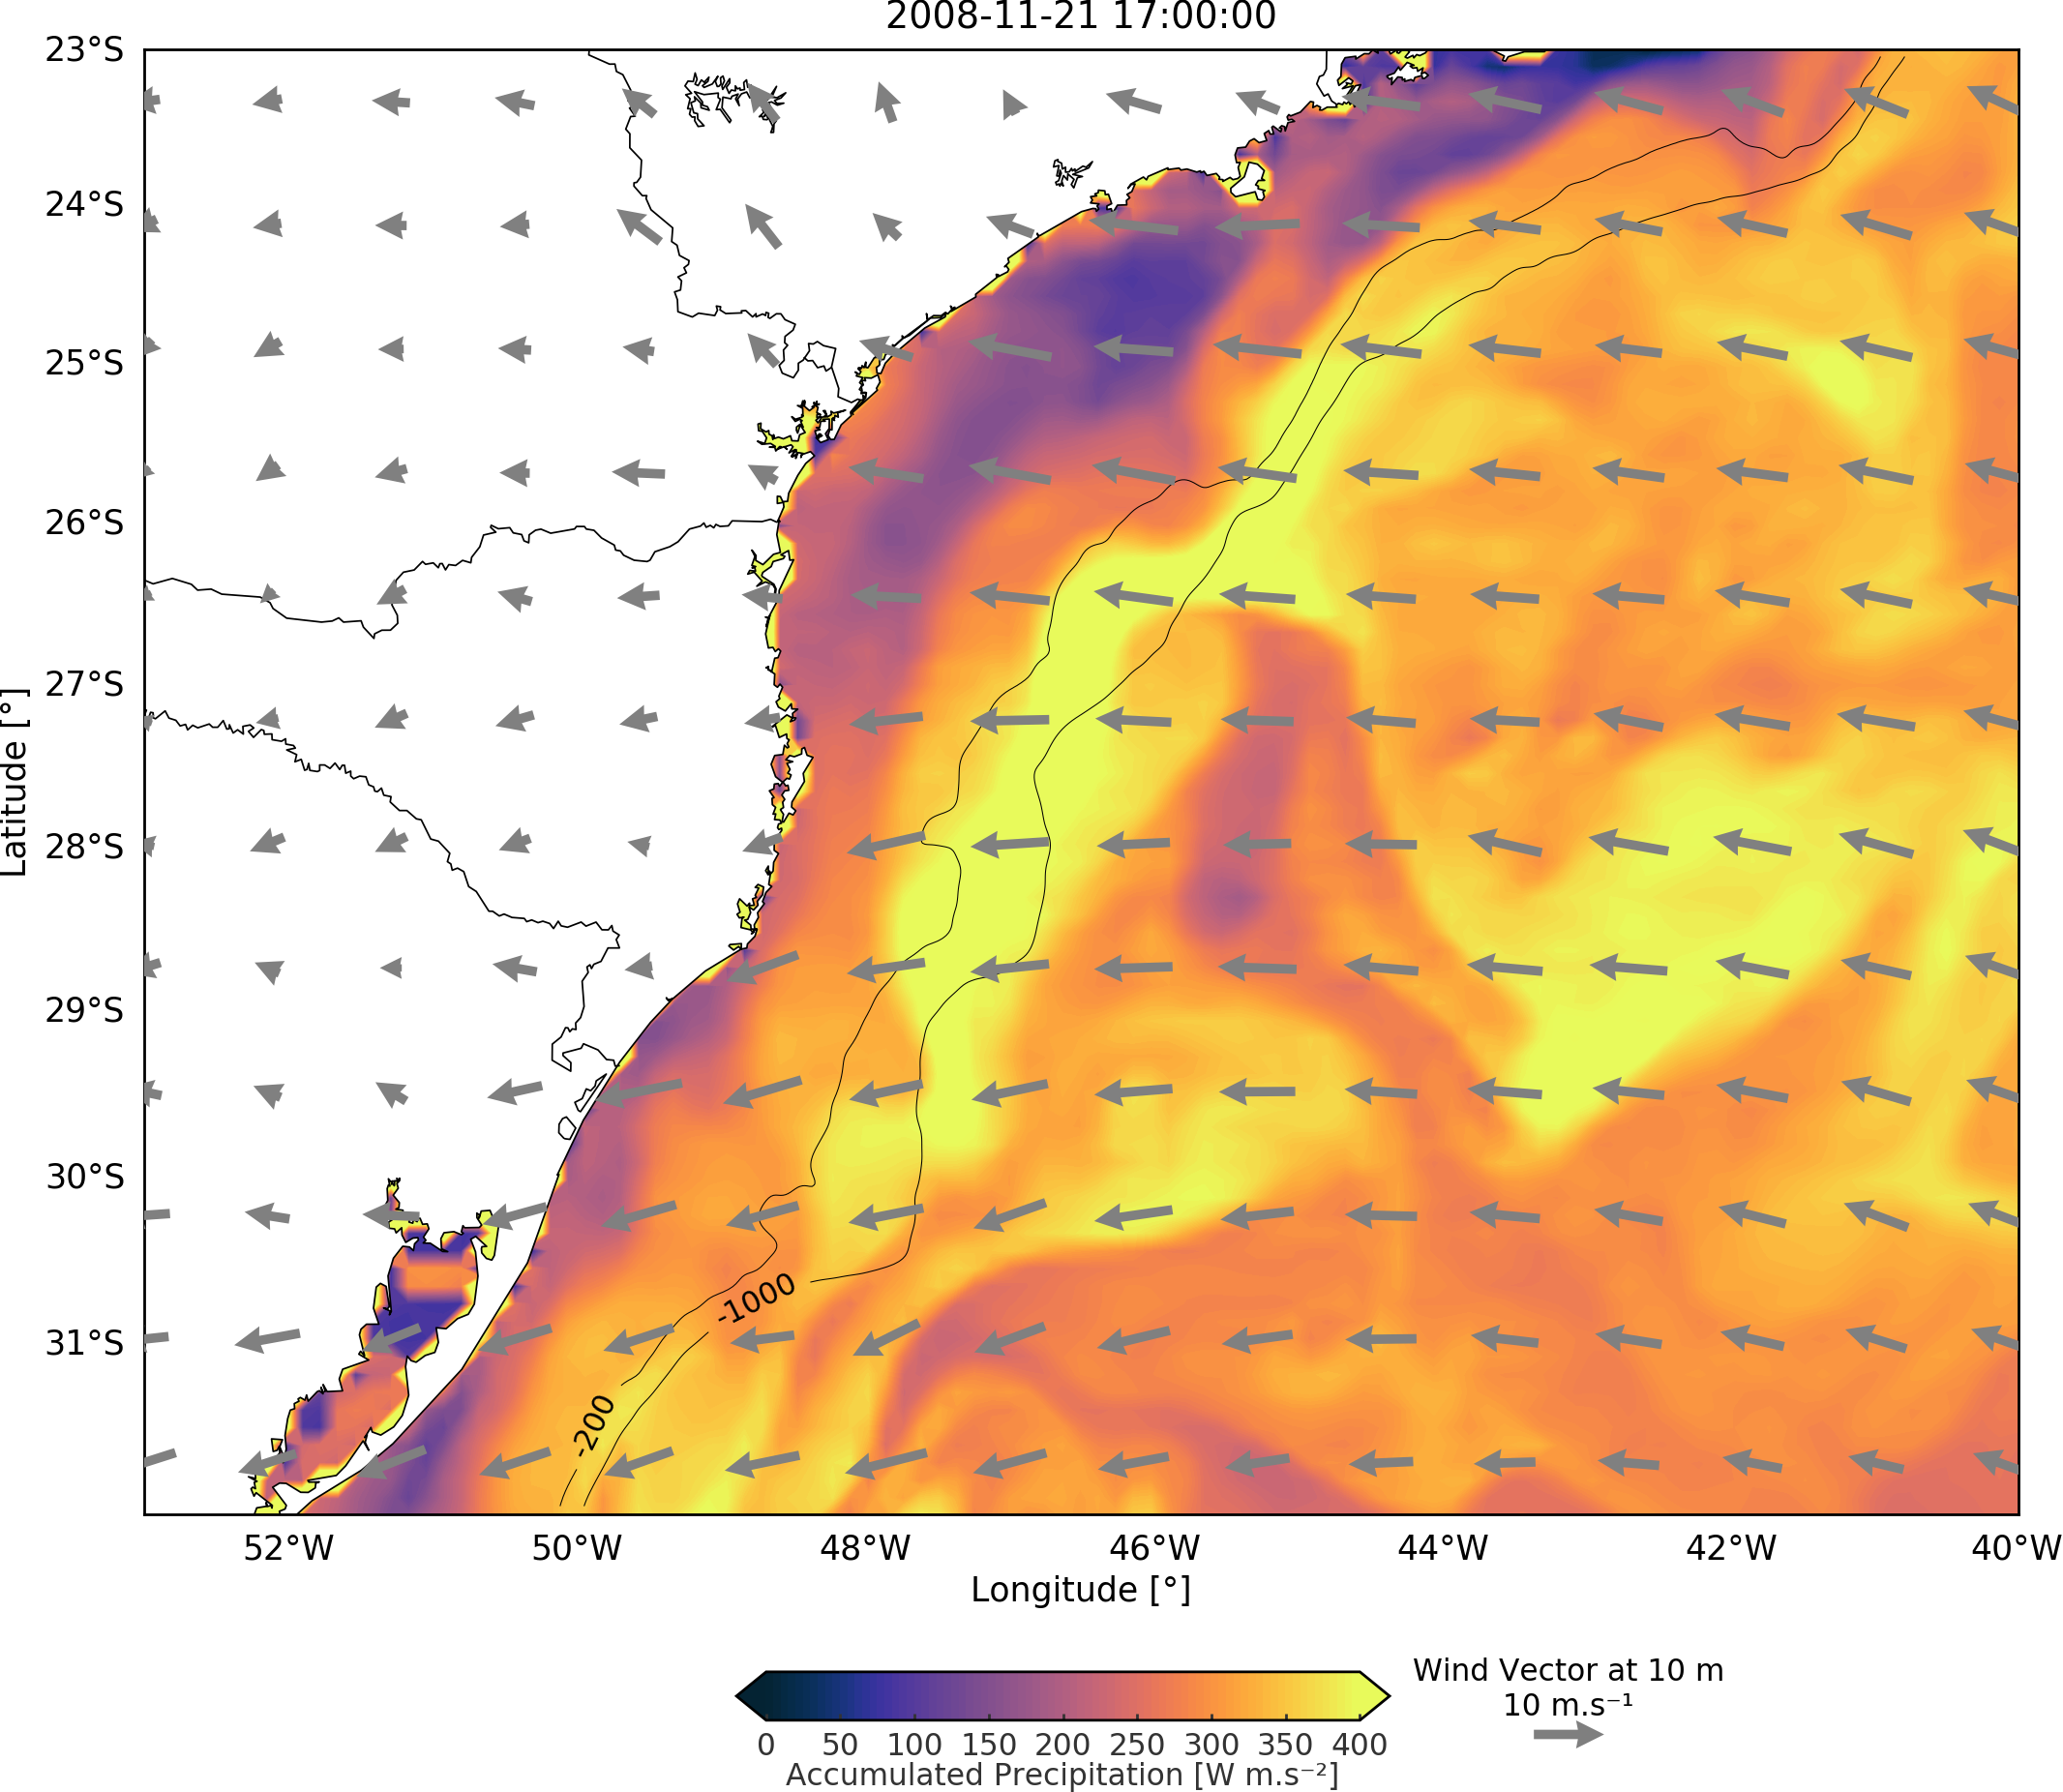 2008-11-21 17:00:00
23°S
24°S
25°S
26°S
27°S
28°S
29°S
30°S
31°S
Latitude [°]
-1000
-200
52°W 50°W 48°W 46°W 44°W 42°W 40°W
Longitude [°]
Wind Vector at 10 m
10 m.s⁻¹
0 50 100 150 200 250 300 350 400
Accumulated Precipitation [W m.s⁻²]